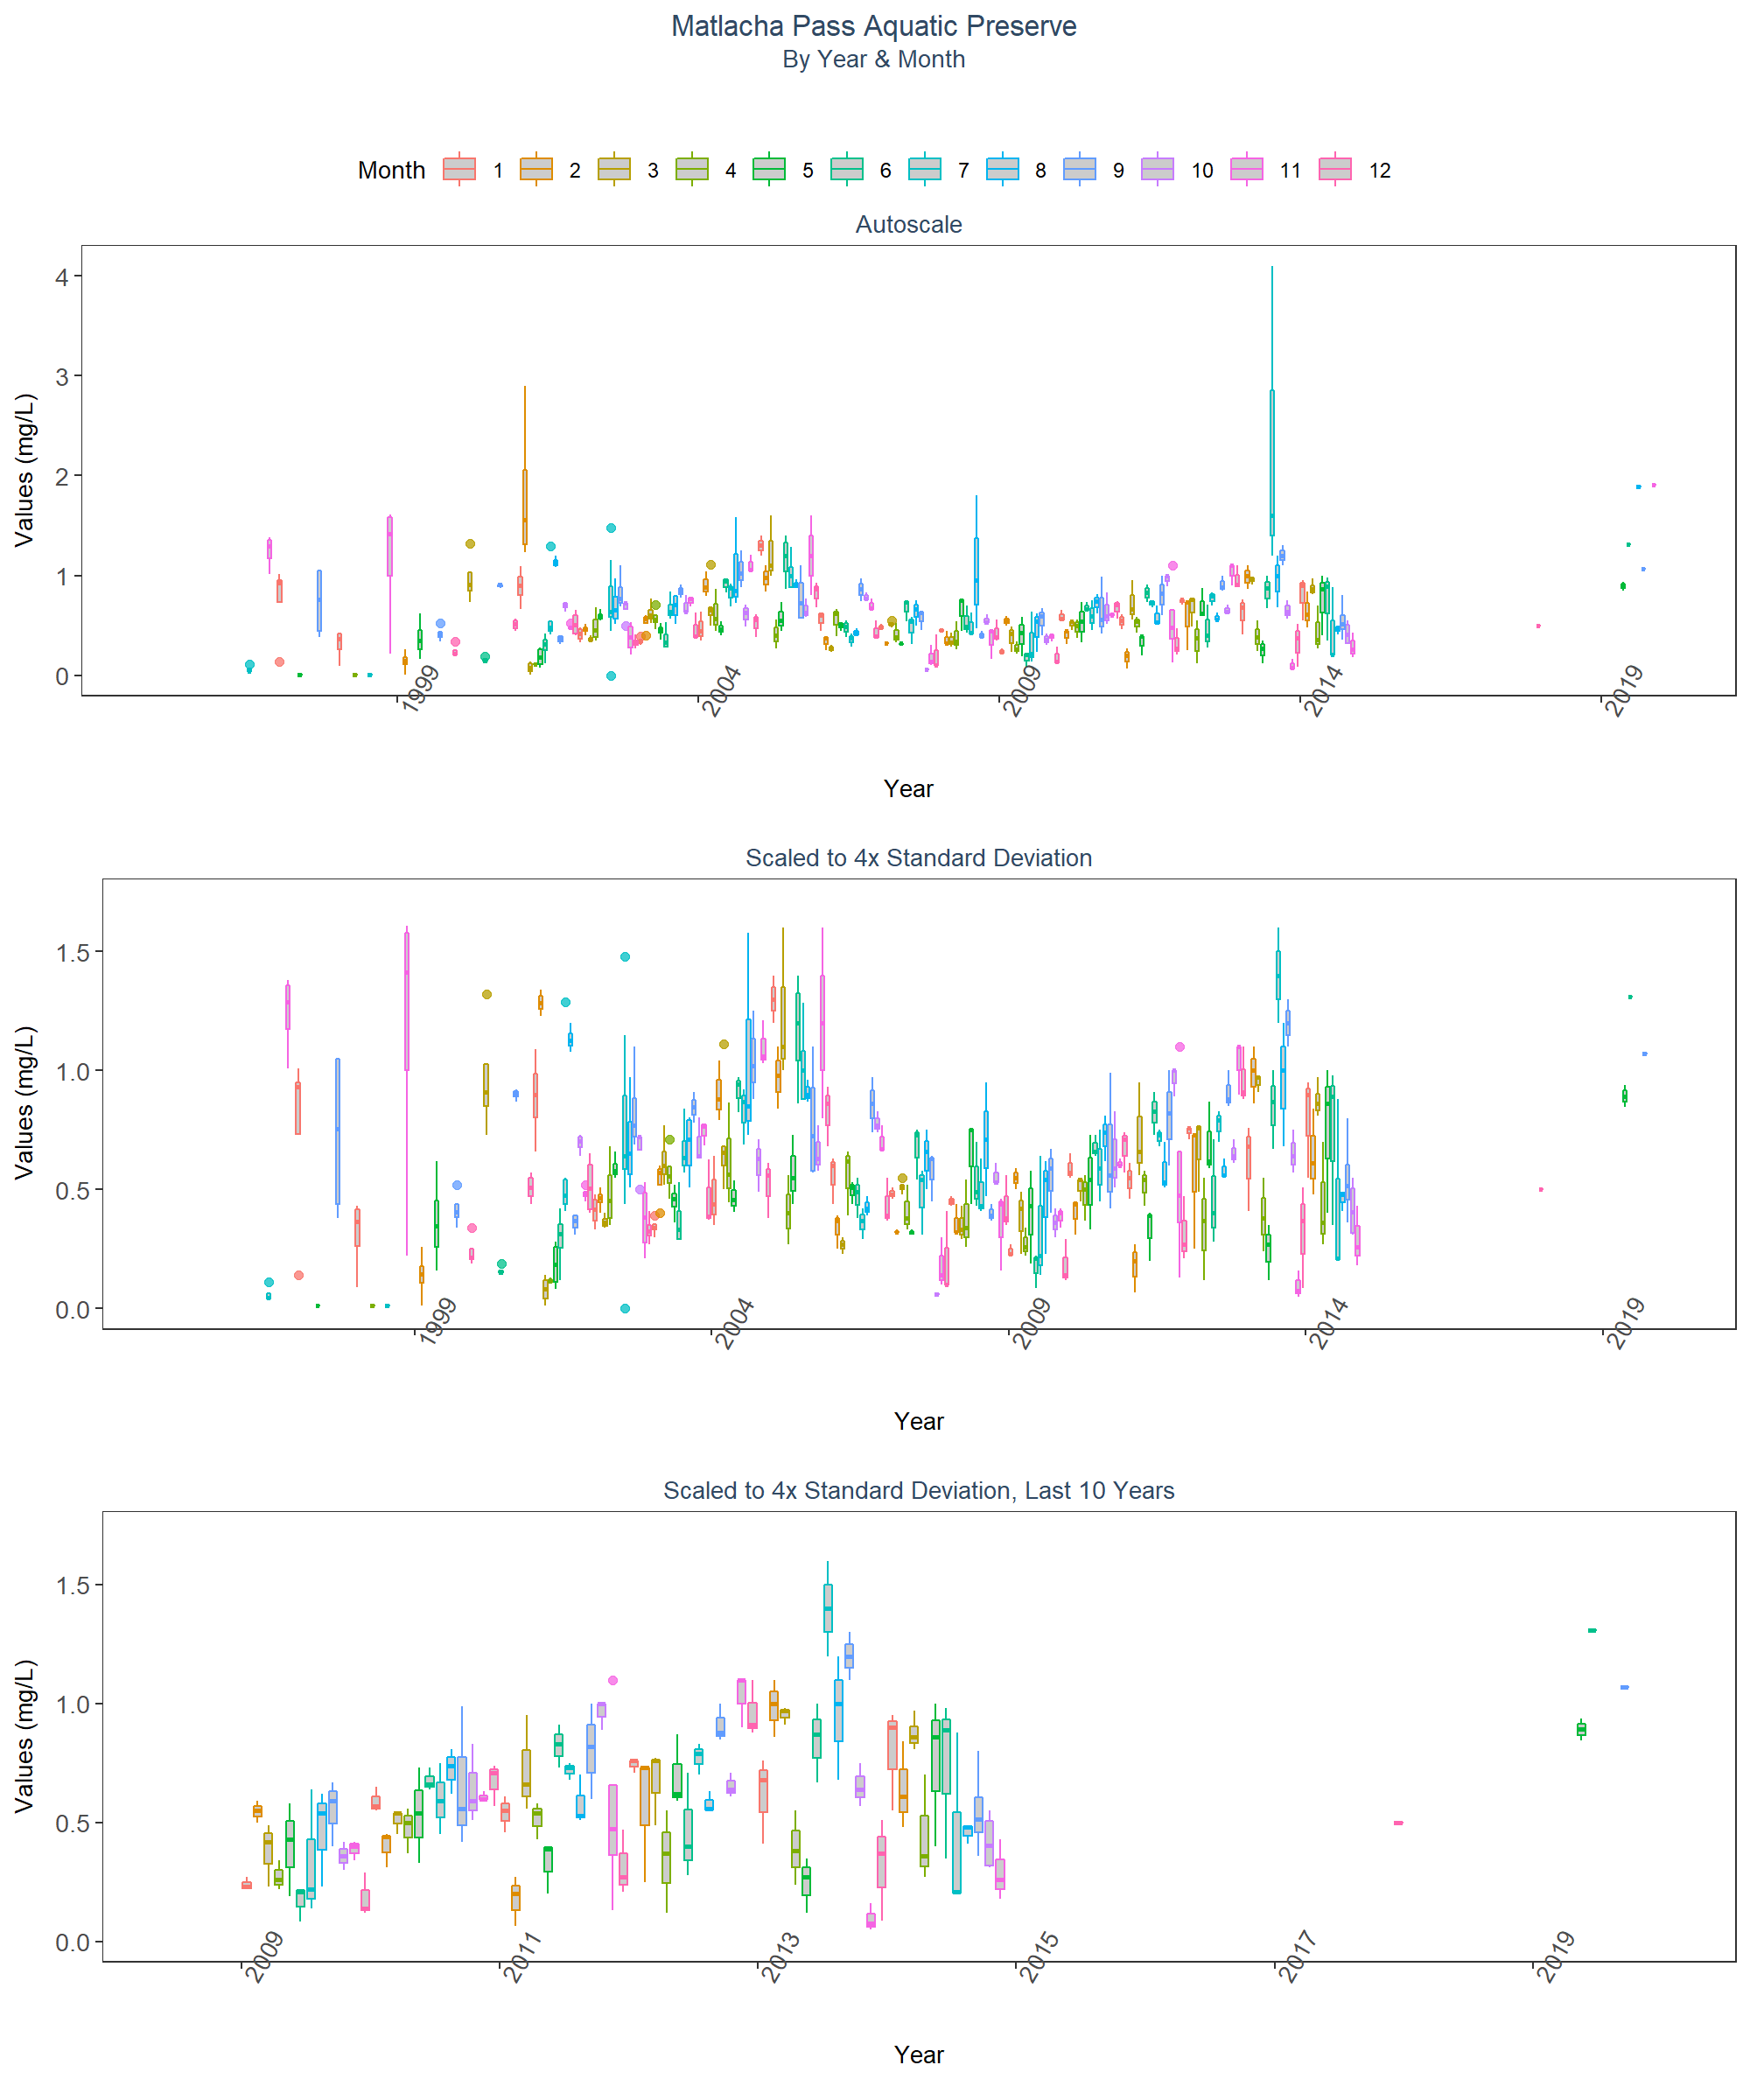 Matlacha Pass Aquatic Preserve
By Year & Month
Month 1 2 3 4 5 6 7 8 9 10 11 12
Autoscale
Values (mg/L)
4
3
2
1
0
1999 2004 2009 2014 2019
Year
Scaled to 4x Standard Deviation
Values (mg/L)
1.5
1.0
0.5
0.0
1999 2004 2009 2014 2019
Year
Scaled to 4x Standard Deviation, Last 10 Years
Values (mg/L)
1.5
1.0
0.5
0.0
2009 2011 2013 2015 2017 2019
Year